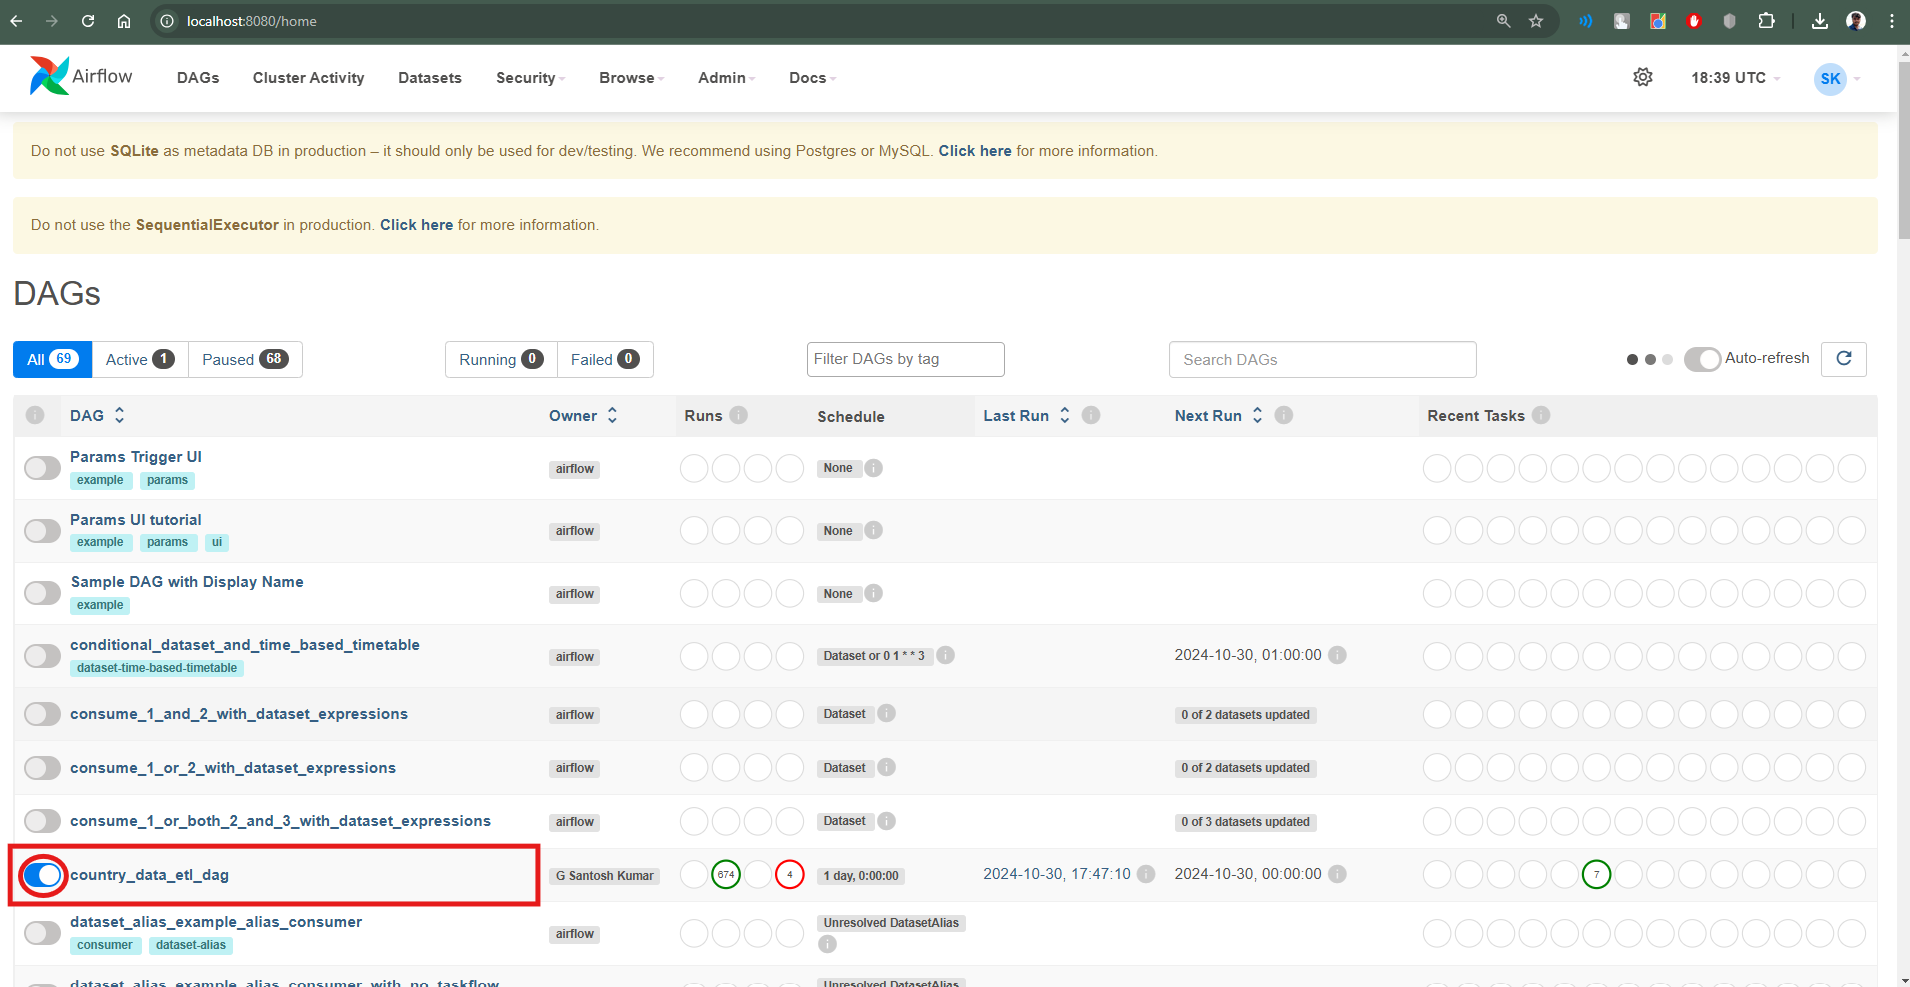 localhost:8080/home
Airflow DAGs Cluster Activity Datasets Security Browse Admin Docs 18:39 UTC SK
Do not use SQLite as metadata DB in production – it should only be used for dev/testing. We recommend using Postgres or MySQL. Click here for more information.
Do not use the SequentialExecutor in production. Click here for more information.
DAGs
All 69 Active 1 Paused 68 Running 0 Failed 0 Filter DAGs by tag Search DAGs Auto-refresh
DAG Owner Runs Schedule Last Run Next Run Recent Tasks
Params Trigger UI
example params
airflow None
Params UI tutorial
example params ui
airflow None
Sample DAG with Display Name
example
airflow None
conditional_dataset_and_time_based_timetable
dataset-time-based-timetable
airflow Dataset or 0 1 * * 3 2024-10-30, 01:00:00
consume_1_and_2_with_dataset_expressions airflow Dataset 0 of 2 datasets updated
consume_1_or_2_with_dataset_expressions airflow Dataset 0 of 2 datasets updated
consume_1_or_both_2_and_3_with_dataset_expressions airflow Dataset 0 of 3 datasets updated
country_data_etl_dag G Santosh Kumar 674 4 1 day, 0:00:00 2024-10-30, 17:47:10 2024-10-30, 00:00:00 7
dataset_alias_example_alias_consumer
consumer dataset-alias
airflow Unresolved DatasetAlias
dataset_alias_example_alias_consumer_with_no_taskflow Unresolved DatasetAlias